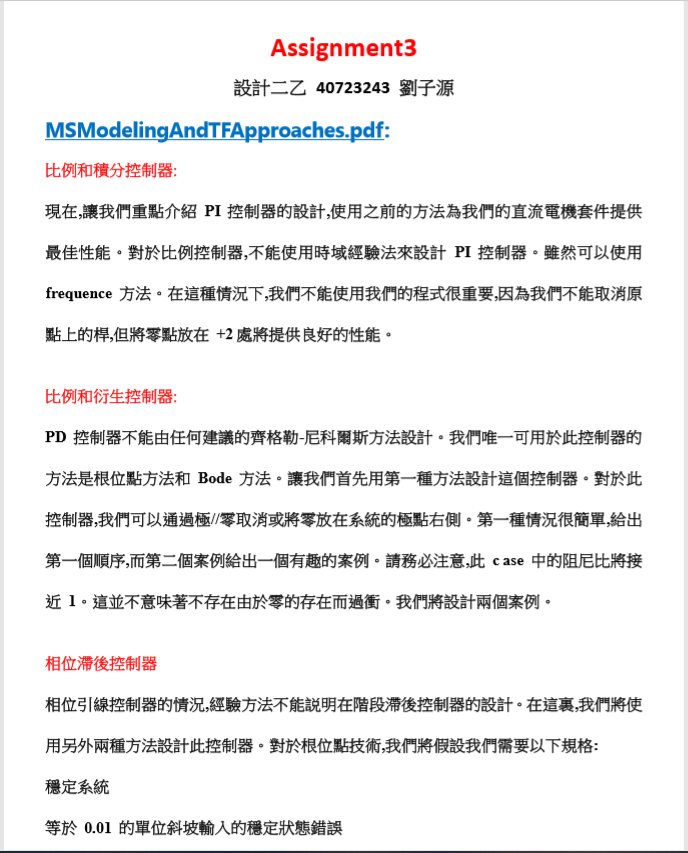 Assignment3
設計二乙 40723243 劉子源
MSModelingAndTFApproaches.pdf:
比例和積分控制器:
現在,讓我們重點介紹 PI 控制器的設計,使用之前的方法為我們的直流電機套件提供
最佳性能。對於比例控制器,不能使用時域經驗法來設計 PI 控制器。雖然可以使用
frequence 方法。在這種情況下,我們不能使用我們的程式很重要,因為我們不能取消原
點上的桿,但將零點放在 +2 處將提供良好的性能。
比例和衍生控制器:
PD 控制器不能由任何建議的齊格勒-尼科爾斯方法設計。我們唯一可用於此控制器的
方法是根位點方法和 Bode 方法。讓我們首先用第一種方法設計這個控制器。對於此
控制器,我們可以通過極//零取消或將零放在系統的極點右側。第一種情況很簡單,給出
第一個順序,而第二個案例給出一個有趣的案例。請務必注意,此 c ase 中的阻尼比將接
近 1。這並不意味著不存在由於零的存在而過衝。我們將設計兩個案例。
相位滯後控制器
相位引線控制器的情況,經驗方法不能説明在階段滯後控制器的設計。在這裏,我們將使
用另外兩種方法設計此控制器。對於根位點技術,我們將假設我們需要以下規格:
穩定系統
等於 0.01 的單位斜坡輸入的穩定狀態錯誤